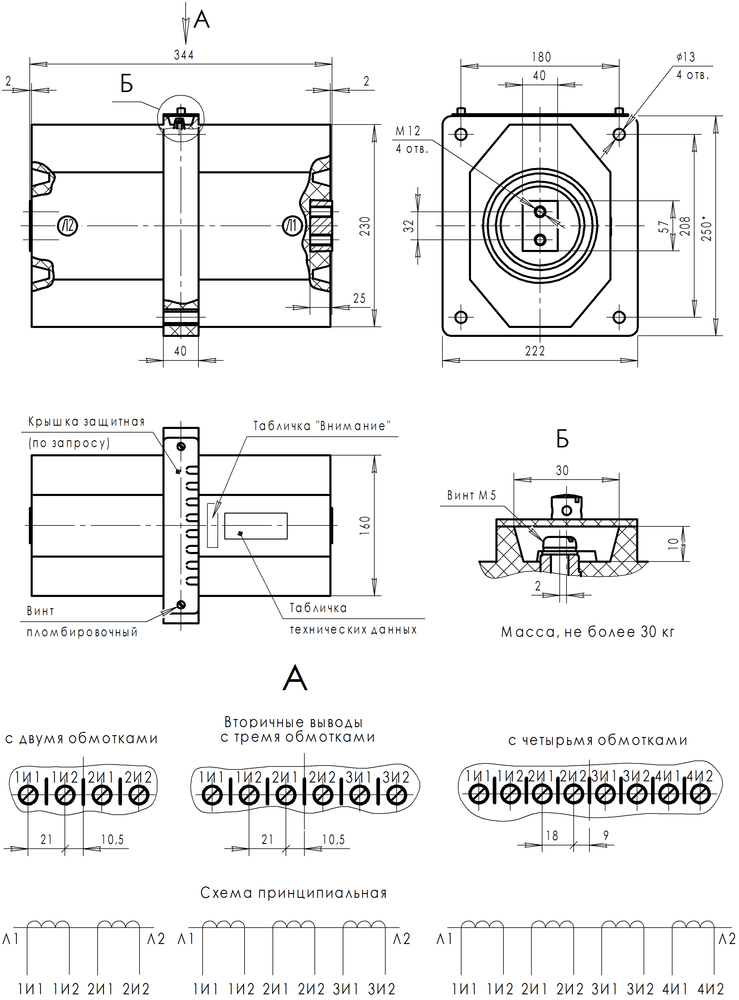 А
344
2
Б
2
Л2
Л1
230
25
40
180
40
⌀13
4 отв.
М12
4 отв.
32
57
208
250*
222
Крышка защитная
(по запросу)
Табличка "Внимание"
160
Винт
пломбировочный
Табличка
технических данных
Б
30
Винт М5
10
2
Масса, не более 30 кг
А
Вторичные выводы
с двумя обмотками
с тремя обмотками
с четырьмя обмотками
1И1 1И2 2И1 2И2
1И1 1И2 2И1 2И2 3И1 3И2
1И1 1И2 2И1 2И2 3И1 3И2 4И1 4И2
21 10,5
21 10,5
18 9
Схема принципиальная
Л1 Л2
Л1 Л2
Л1 Л2
1И1 1И2 2И1 2И2
1И1 1И2 2И1 2И2 3И1 3И2
1И1 1И2 2И1 2И2 3И1 3И2 4И1 4И2